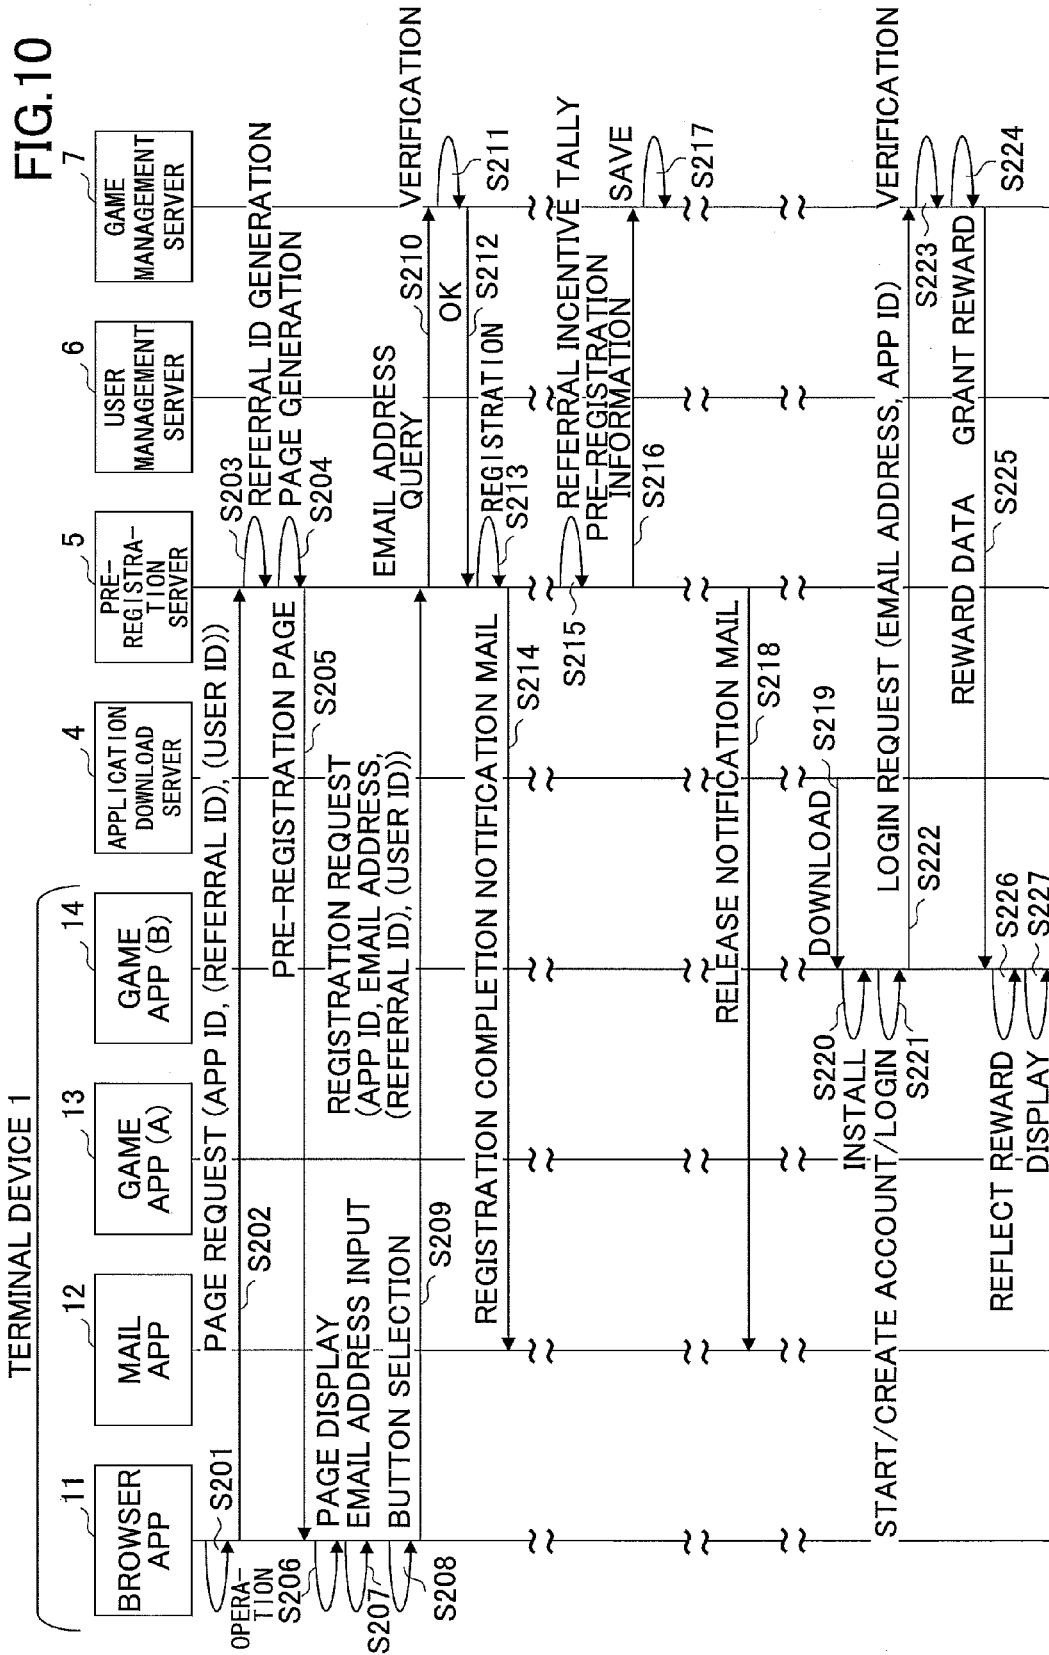 FIG.10
TERMINAL DEVICE 1
11
12
13
14
4
5
6
7
BROWSER
APP
MAIL
APP
GAME
APP (A)
GAME
APP (B)
APPLICATION
DOWNLOAD
SERVER
PRE-
REGISTRA-
TION
SERVER
USER
MANAGEMENT
SERVER
GAME
MANAGEMENT
SERVER
S201
OPERA-
TION
PAGE REQUEST (APP ID, (REFERRAL ID), (USER ID))
S202
S203
REFERRAL ID GENERATION
PAGE GENERATION
S204
PRE-REGISTRATION PAGE
S205
S206
PAGE DISPLAY
EMAIL ADDRESS INPUT
S207
BUTTON SELECTION
S208
REGISTRATION REQUEST
(APP ID, EMAIL ADDRESS,
(REFERRAL ID), (USER ID))
S209
EMAIL ADDRESS
QUERY
S210
VERIFICATION
S211
OK
S212
REGISTRATION
S213
REGISTRATION COMPLETION NOTIFICATION MAIL
S214
S215
REFERRAL INCENTIVE TALLY
PRE-REGISTRATION
INFORMATION
S216
SAVE
S217
RELEASE NOTIFICATION MAIL
S218
DOWNLOAD
S219
S220
INSTALL
START/CREATE ACCOUNT/LOGIN
S221
LOGIN REQUEST (EMAIL ADDRESS, APP ID)
S222
VERIFICATION
S223
GRANT REWARD
S224
REWARD DATA
S225
REFLECT REWARD
S226
DISPLAY
S227